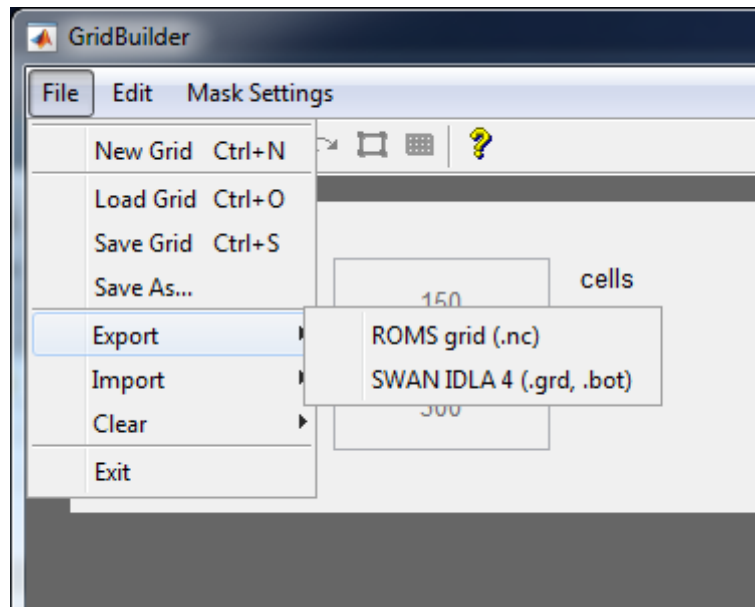 GridBuilder
File Edit Mask Settings
New Grid Ctrl+N
Load Grid Ctrl+O
Save Grid Ctrl+S
Save As...
cells
150
Export
ROMS grid (.nc)
Import
SWAN IDLA 4 (.grd, .bot)
Clear
Exit